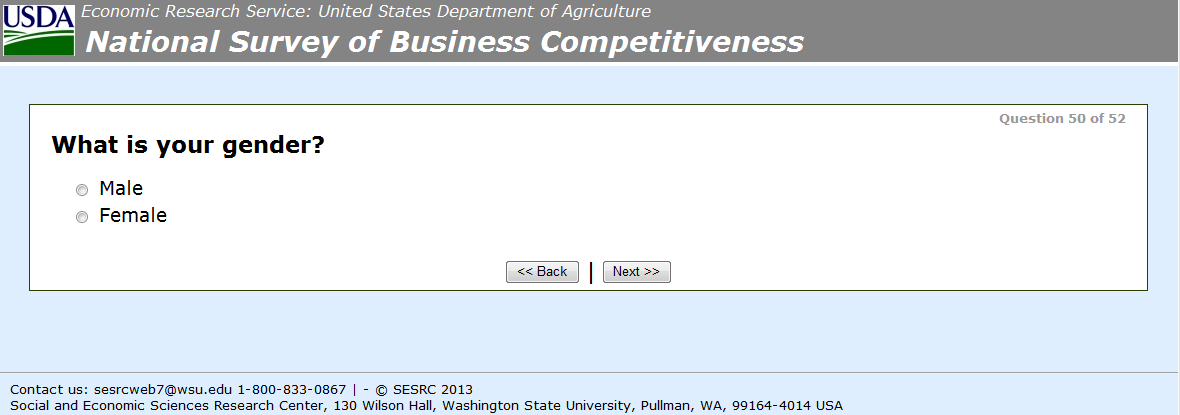 USDA
Economic Research Service: United States Department of Agriculture
National Survey of Business Competitiveness
Question 50 of 52
What is your gender?
Male
Female
<< Back | Next >>
Contact us: sesrcweb7@wsu.edu 1-800-833-0867 | - © SESRC 2013
Social and Economic Sciences Research Center, 130 Wilson Hall, Washington State University, Pullman, WA, 99164-4014 USA